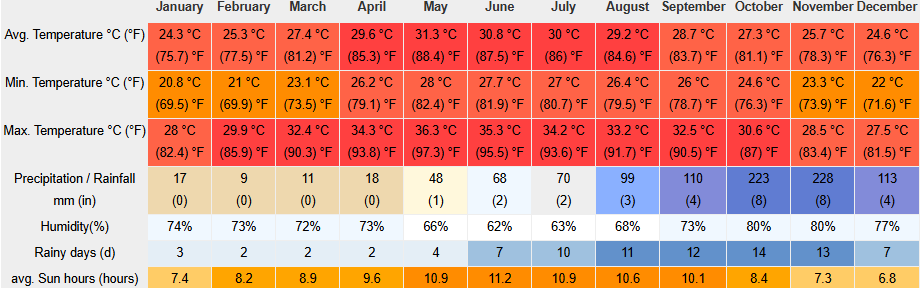 January February March April May June July August September October November December
Avg. Temperature °C (°F) 24.3 °C 25.3 °C 27.4 °C 29.6 °C 31.3 °C 30.8 °C 30 °C 29.2 °C 28.7 °C 27.3 °C 25.7 °C 24.6 °C
(75.7) °F (77.5) °F (81.2) °F (85.3) °F (88.4) °F (87.5) °F (86) °F (84.6) °F (83.7) °F (81.1) °F (78.3) °F (76.3) °F
Min. Temperature °C (°F) 20.8 °C 21 °C 23.1 °C 26.2 °C 28 °C 27.7 °C 27 °C 26.4 °C 26 °C 24.6 °C 23.3 °C 22 °C
(69.5) °F (69.9) °F (73.5) °F (79.1) °F (82.4) °F (81.9) °F (80.7) °F (79.5) °F (78.7) °F (76.3) °F (73.9) °F (71.6) °F
Max. Temperature °C (°F) 28 °C 29.9 °C 32.4 °C 34.3 °C 36.3 °C 35.3 °C 34.2 °C 33.2 °C 32.5 °C 30.6 °C 28.5 °C 27.5 °C
(82.4) °F (85.9) °F (90.3) °F (93.8) °F (97.3) °F (95.5) °F (93.6) °F (91.7) °F (90.5) °F (87) °F (83.4) °F (81.5) °F
Precipitation / Rainfall 17 9 11 18 48 68 70 99 110 223 228 113
mm (in) (0) (0) (0) (0) (1) (2) (2) (3) (4) (8) (8) (4)
Humidity(%) 74% 73% 72% 73% 66% 62% 63% 68% 73% 80% 80% 77%
Rainy days (d) 3 2 2 2 4 7 10 11 12 14 13 7
avg. Sun hours (hours) 7.4 8.2 8.9 9.6 10.9 11.2 10.9 10.6 10.1 8.4 7.3 6.8